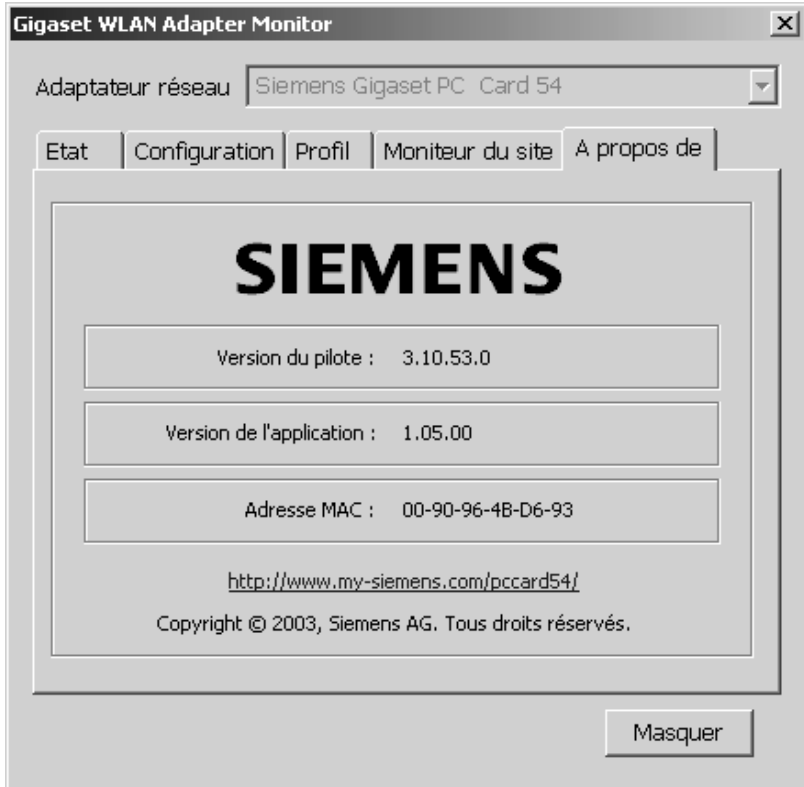 Gigaset WLAN Adapter Monitor
Adaptateur réseau Siemens Gigaset PC Card 54
Etat Configuration Profil Moniteur du site A propos de
SIEMENS
Version du pilote : 3.10.53.0
Version de l'application : 1.05.00
Adresse MAC : 00-90-96-4B-D6-93
http://www.my-siemens.com/pccard54/
Copyright © 2003, Siemens AG. Tous droits réservés.
Masquer